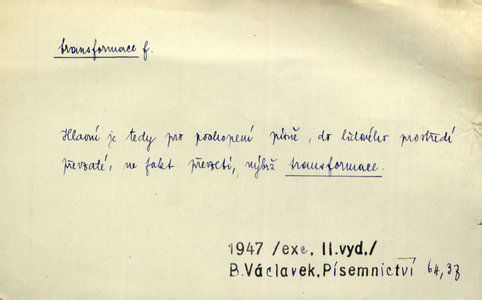 transformace f.
Hlavní je tedy pro pochopení písně, do lidového prostředí
převzaté, ne fakt převzetí, nýbrž transformace.
1947 /exc. II.vyd./
B.Václavek,Písemnictví 64,37